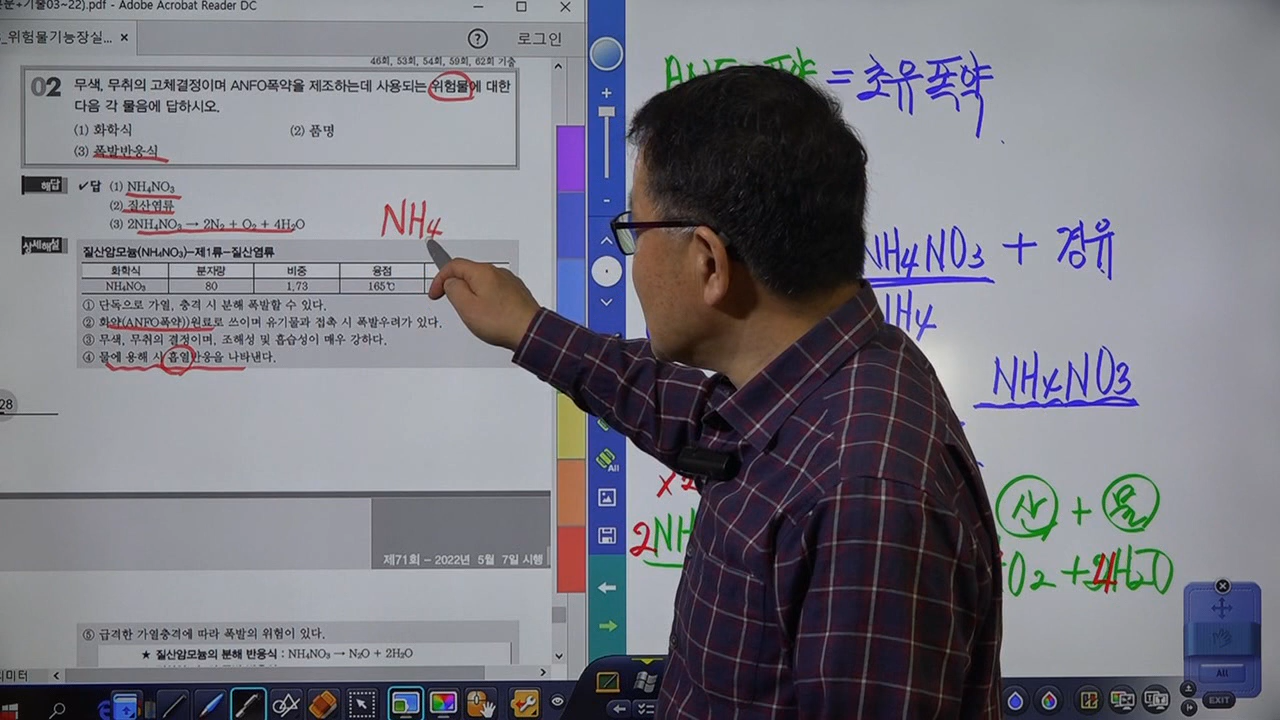 +기출03~22).pdf - Adobe Acrobat Reader DC
_위험물기능장실... ×
로그인
46회, 53회, 54회, 59회, 62회 기출
02 무색, 무취의 고체결정이며 ANFO폭약을 제조하는데 사용되는 위험물에 대한
다음 각 물음에 답하시오.
(1) 화학식 (2) 품명
(3) 폭발반응식
해답 ✔답 (1) NH₄NO₃
(2) 질산염류
(3) 2NH₄NO₃ → 2N₂ + O₂ + 4H₂O
NH4
상세해설 질산암모늄(NH₄NO₃)-제1류-질산염류
화학식 분자량 비중 융점
NH₄NO₃ 80 1.73 165℃
① 단독으로 가열, 충격 시 분해 폭발할 수 있다.
② 화약(ANFO폭약))원료로 쓰이며 유기물과 접촉 시 폭발우려가 있다.
③ 무색, 무취의 결정이며, 조해성 및 흡습성이 매우 강하다.
④ 물에 용해 시 흡열반응을 나타낸다.
28
제71회 - 2022년 5월 7일 시행
⑤ 급격한 가열충격에 따라 폭발의 위험이 있다.
★ 질산암모늄의 분해 반응식 : NH₄NO₃ → N₂O + 2H₂O
All
= 초유폭약
NH4NO3 + 경유
NH4
NH4NO3
×2
산 + 물
2NH
O2 + 4H2O
All
EXIT